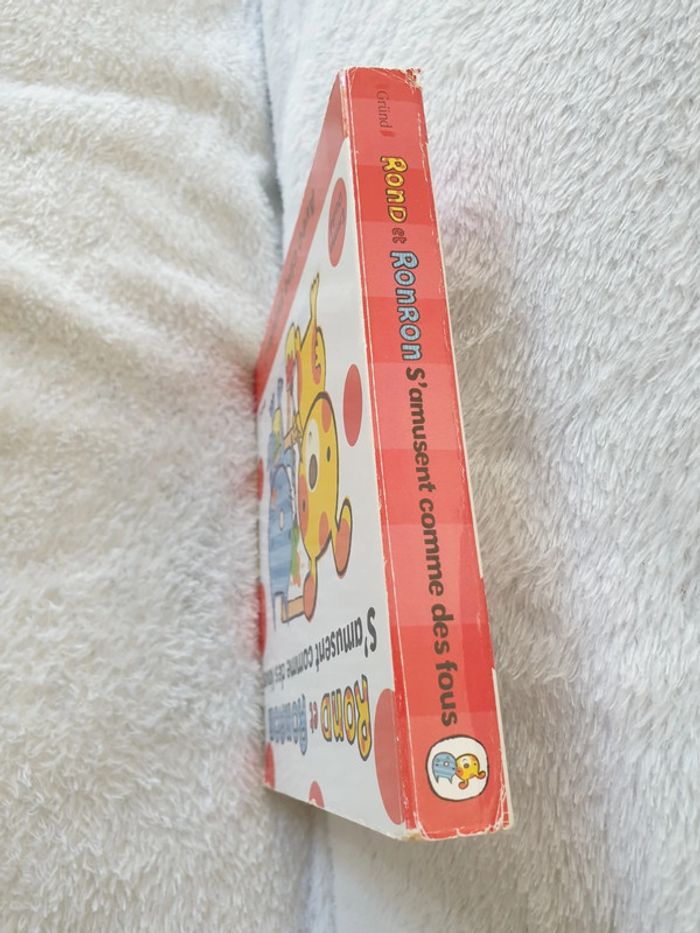 Gründ
ROND et RONRON S'amusent comme des fous
ROND et RONRON
S'amusent comme des fous